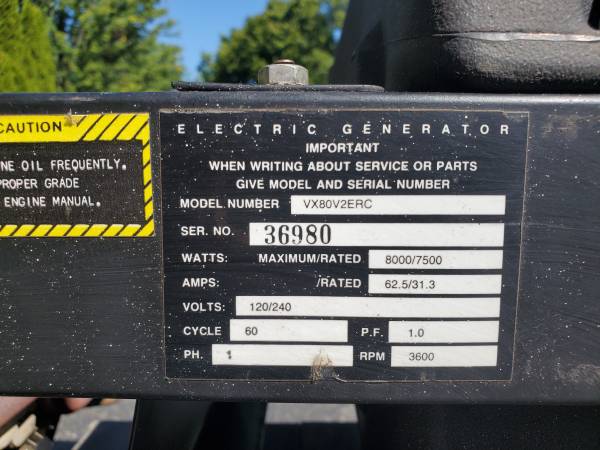 CAUTION
NE OIL FREQUENTLY.
ROPER GRADE
ENGINE MANUAL.
ELECTRIC GENERATOR
IMPORTANT
WHEN WRITING ABOUT SERVICE OR PARTS
GIVE MODEL AND SERIAL NUMBER
MODEL NUMBER VX80V2ERC
SER. NO. 36980
WATTS: MAXIMUM/RATED 8000/7500
AMPS: /RATED 62.5/31.3
VOLTS: 120/240
CYCLE 60 P.F. 1.0
PH. 1 RPM 3600